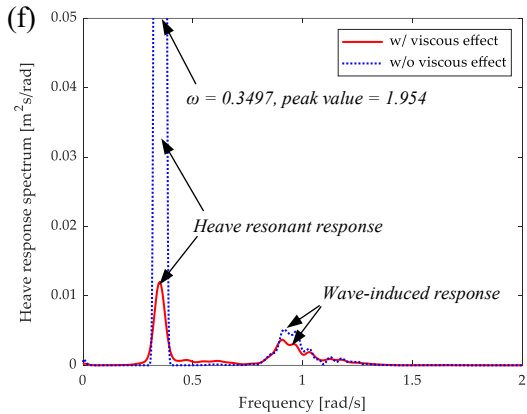 (f)
0.05
0.04
0.03
0.02
0.01
0
Heave response spectrum [m²s/rad]
w/ viscous effect
w/o viscous effect
ω = 0.3497, peak value = 1.954
Heave resonant response
Wave-induced response
0
0.5
1
1.5
2
Frequency [rad/s]